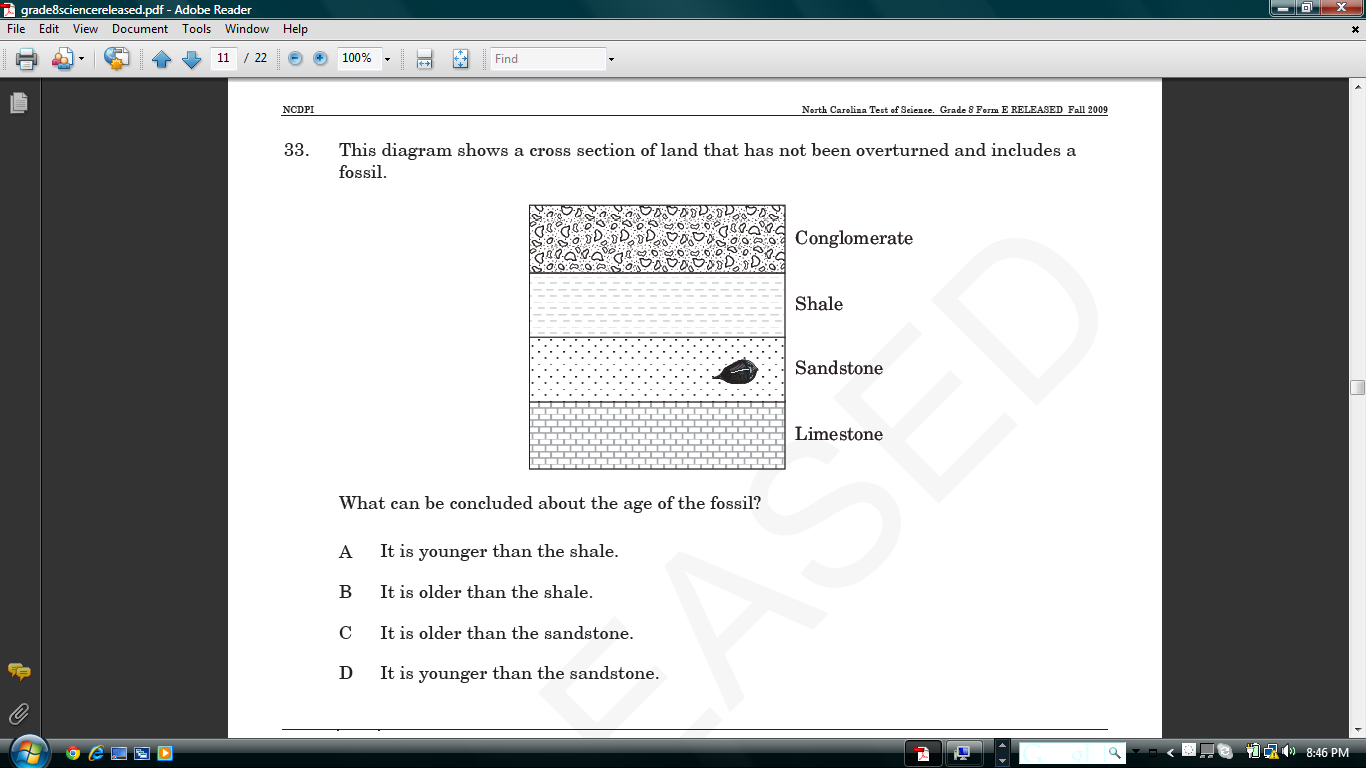 grade8sciencereleased.pdf - Adobe Reader
File Edit View Document Tools Window Help
11 / 22 100% Find
NCDPI North Carolina Test of Science. Grade 8 Form E RELEASED Fall 2009
33. This diagram shows a cross section of land that has not been overturned and includes a
fossil.
Conglomerate
Shale
Sandstone
Limestone
What can be concluded about the age of the fossil?
A It is younger than the shale.
B It is older than the shale.
C It is older than the sandstone.
D It is younger than the sandstone.
EASED
8:46 PM